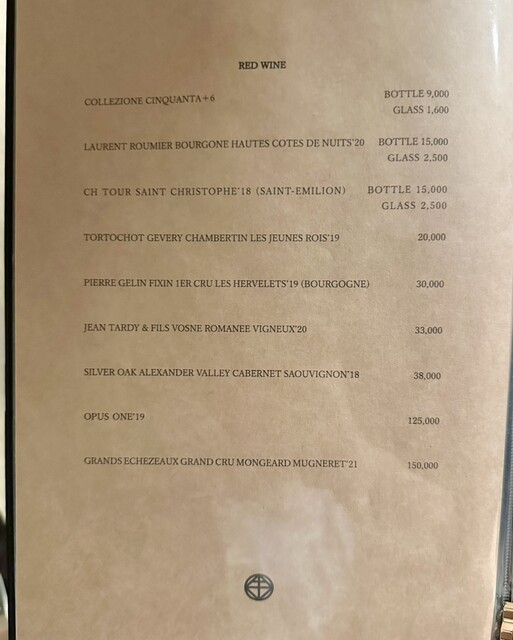 RED WINE
COLLEZIONE CINQUANTA+6 BOTTLE 9,000
GLASS 1,600
LAURENT ROUMIER BOURGONE HAUTES COTES DE NUITS'20 BOTTLE 15,000
GLASS 2,500
CH TOUR SAINT CHRISTOPHE'18 (SAINT-EMILION) BOTTLE 15,000
GLASS 2,500
TORTOCHOT GEVERY CHAMBERTIN LES JEUNES ROIS'19 20,000
PIERRE GELIN FIXIN 1ER CRU LES HERVELETS'19 (BOURGOGNE) 30,000
JEAN TARDY & FILS VOSNE ROMANEE VIGNEUX'20 33,000
SILVER OAK ALEXANDER VALLEY CABERNET SAOUVIGNON'18 38,000
OPUS ONE'19 125,000
GRANDS ECHEZEAUX GRAND CRU MONGEARD MUGNERET'21 150,000